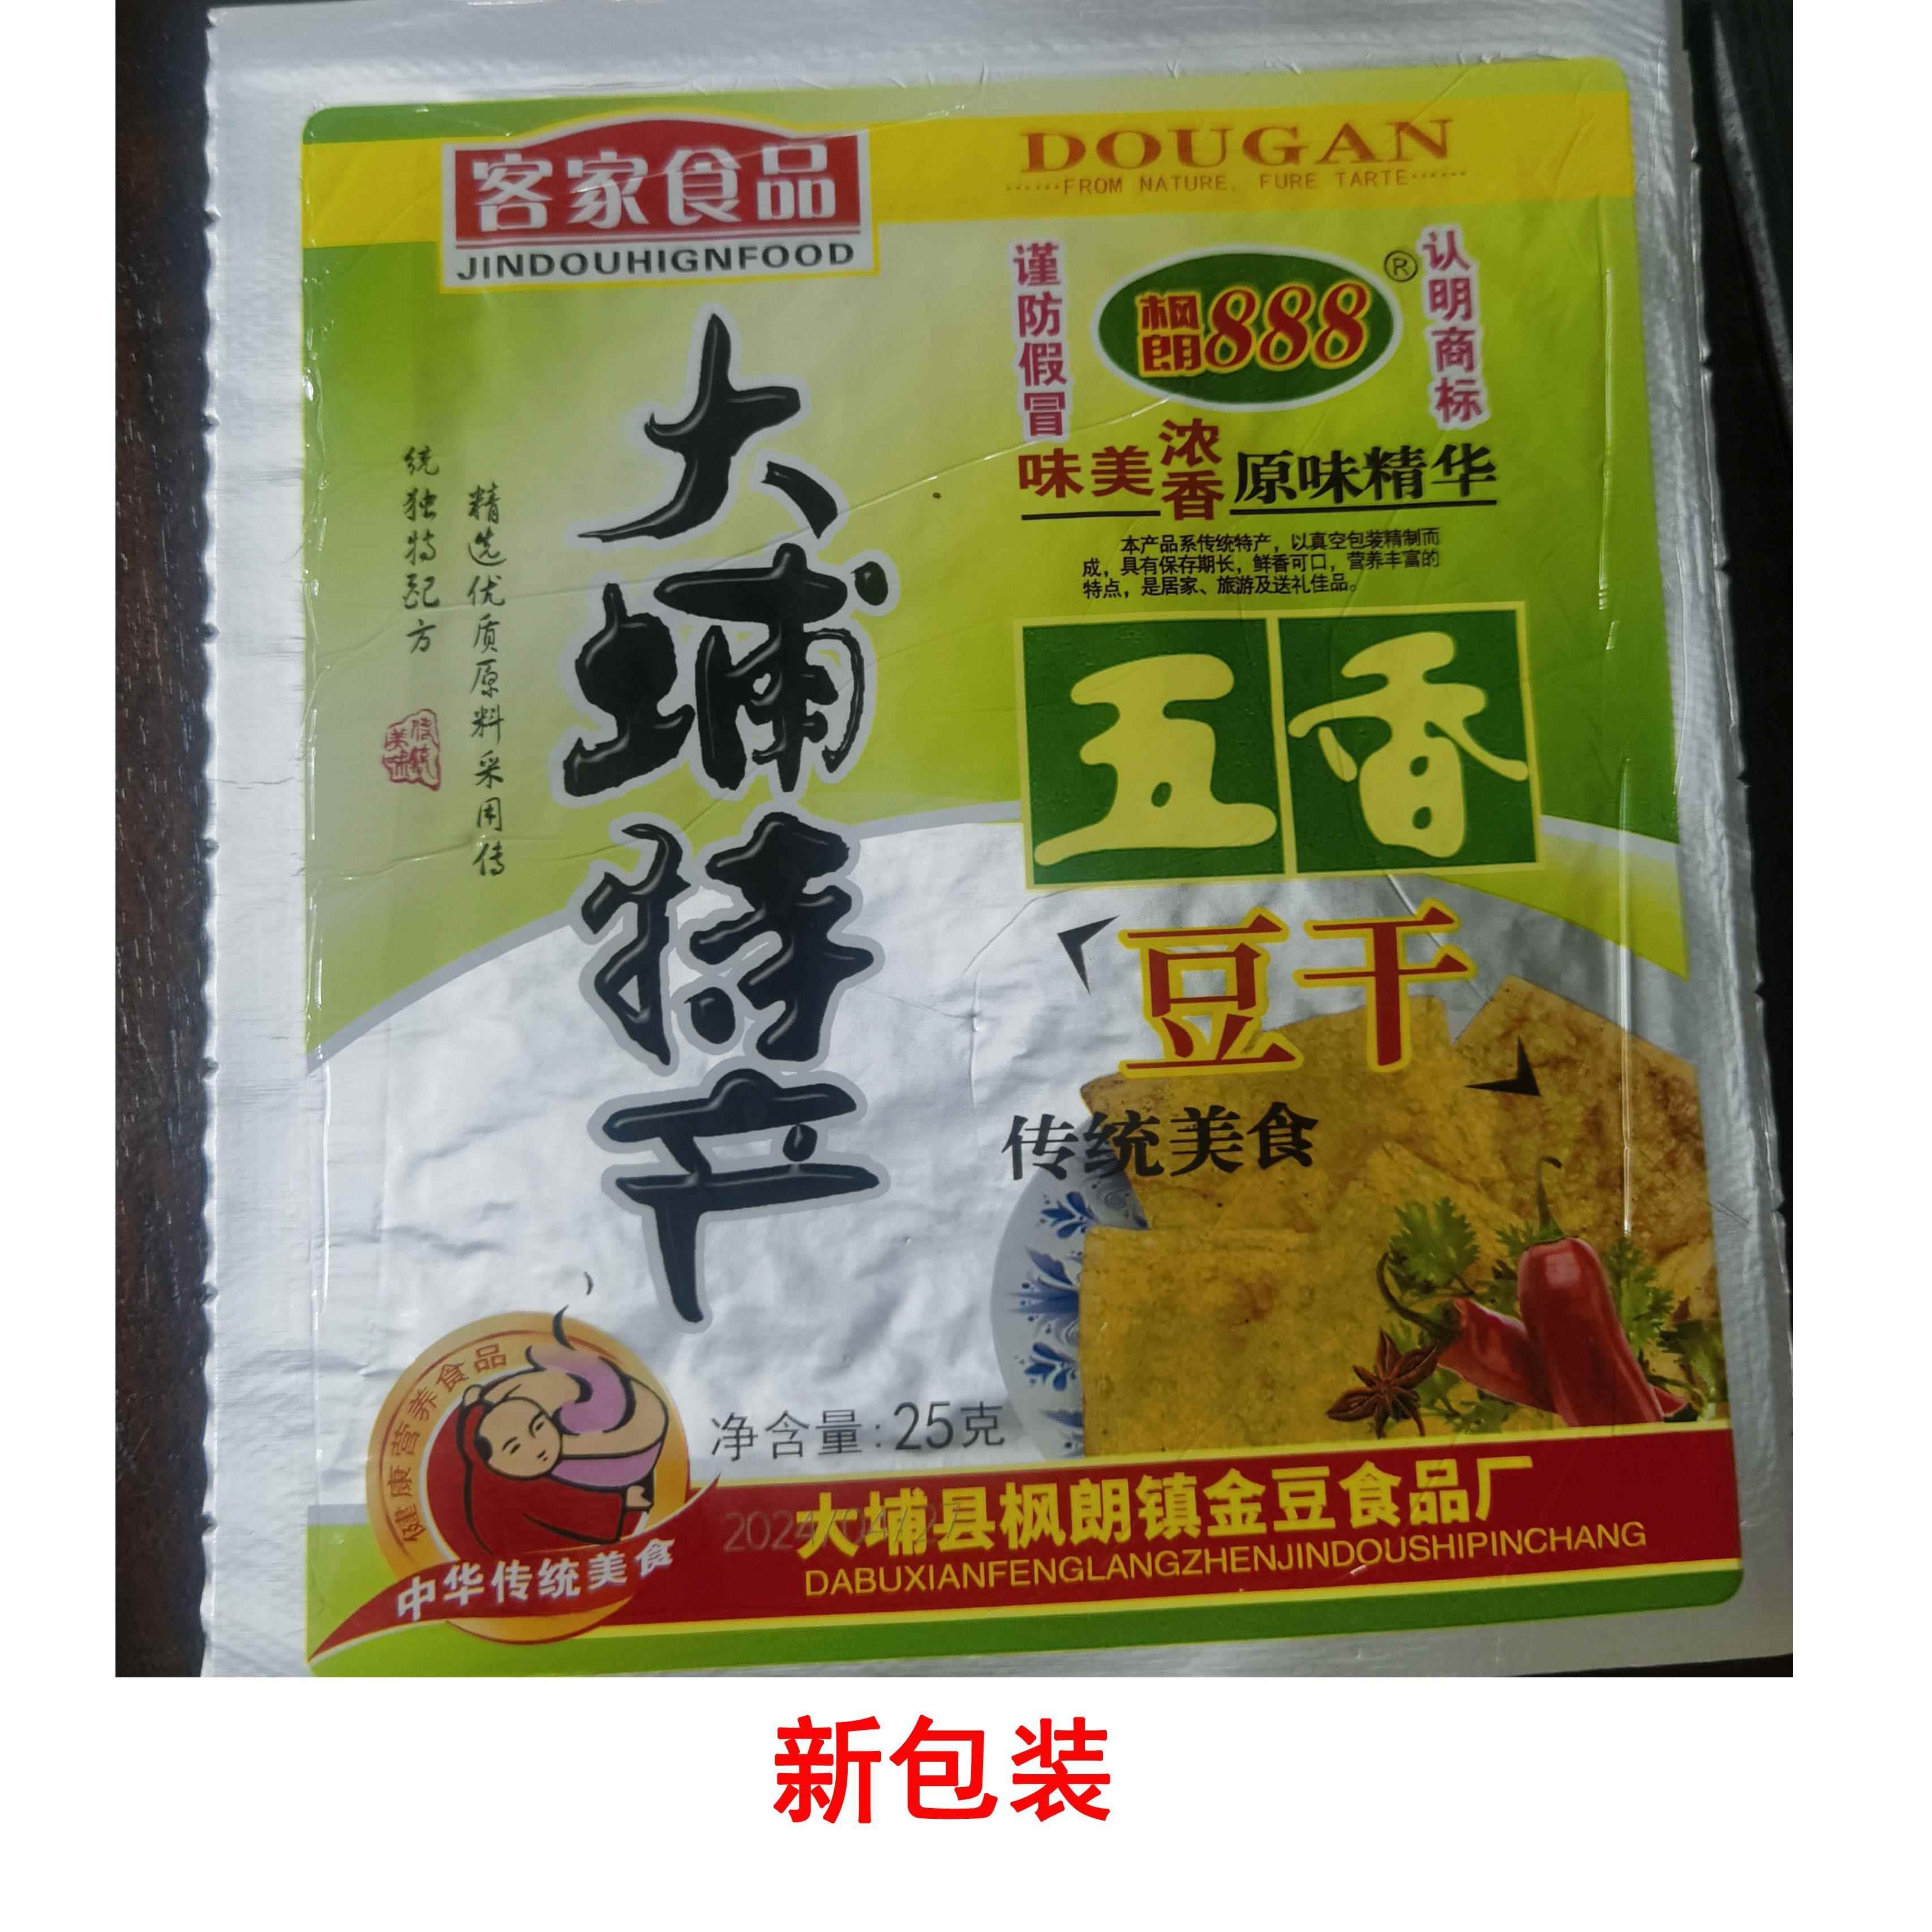 客家食品
JINDOUHIGNFOOD
DOUGAN
······FROM NATURE, FURE TARTE······
谨防假冒
枫朗888®
认明商标
味美浓香原味精华
本产品系传统特产，以真空包装精制而
成，具有保存期长，鲜香可口，营养丰富的
特点，是居家、旅游及送礼佳品。
大埔特产
精选优质原料采用传
统独特配方
传统
美味
五香
豆干
传统美食
健康营养食品
中华传统美食
净含量:25克
2024/04/27
大埔县枫朗镇金豆食品厂
DABUXIANFENGLANGZHENJINDOUSHIPINCHANG
新包装